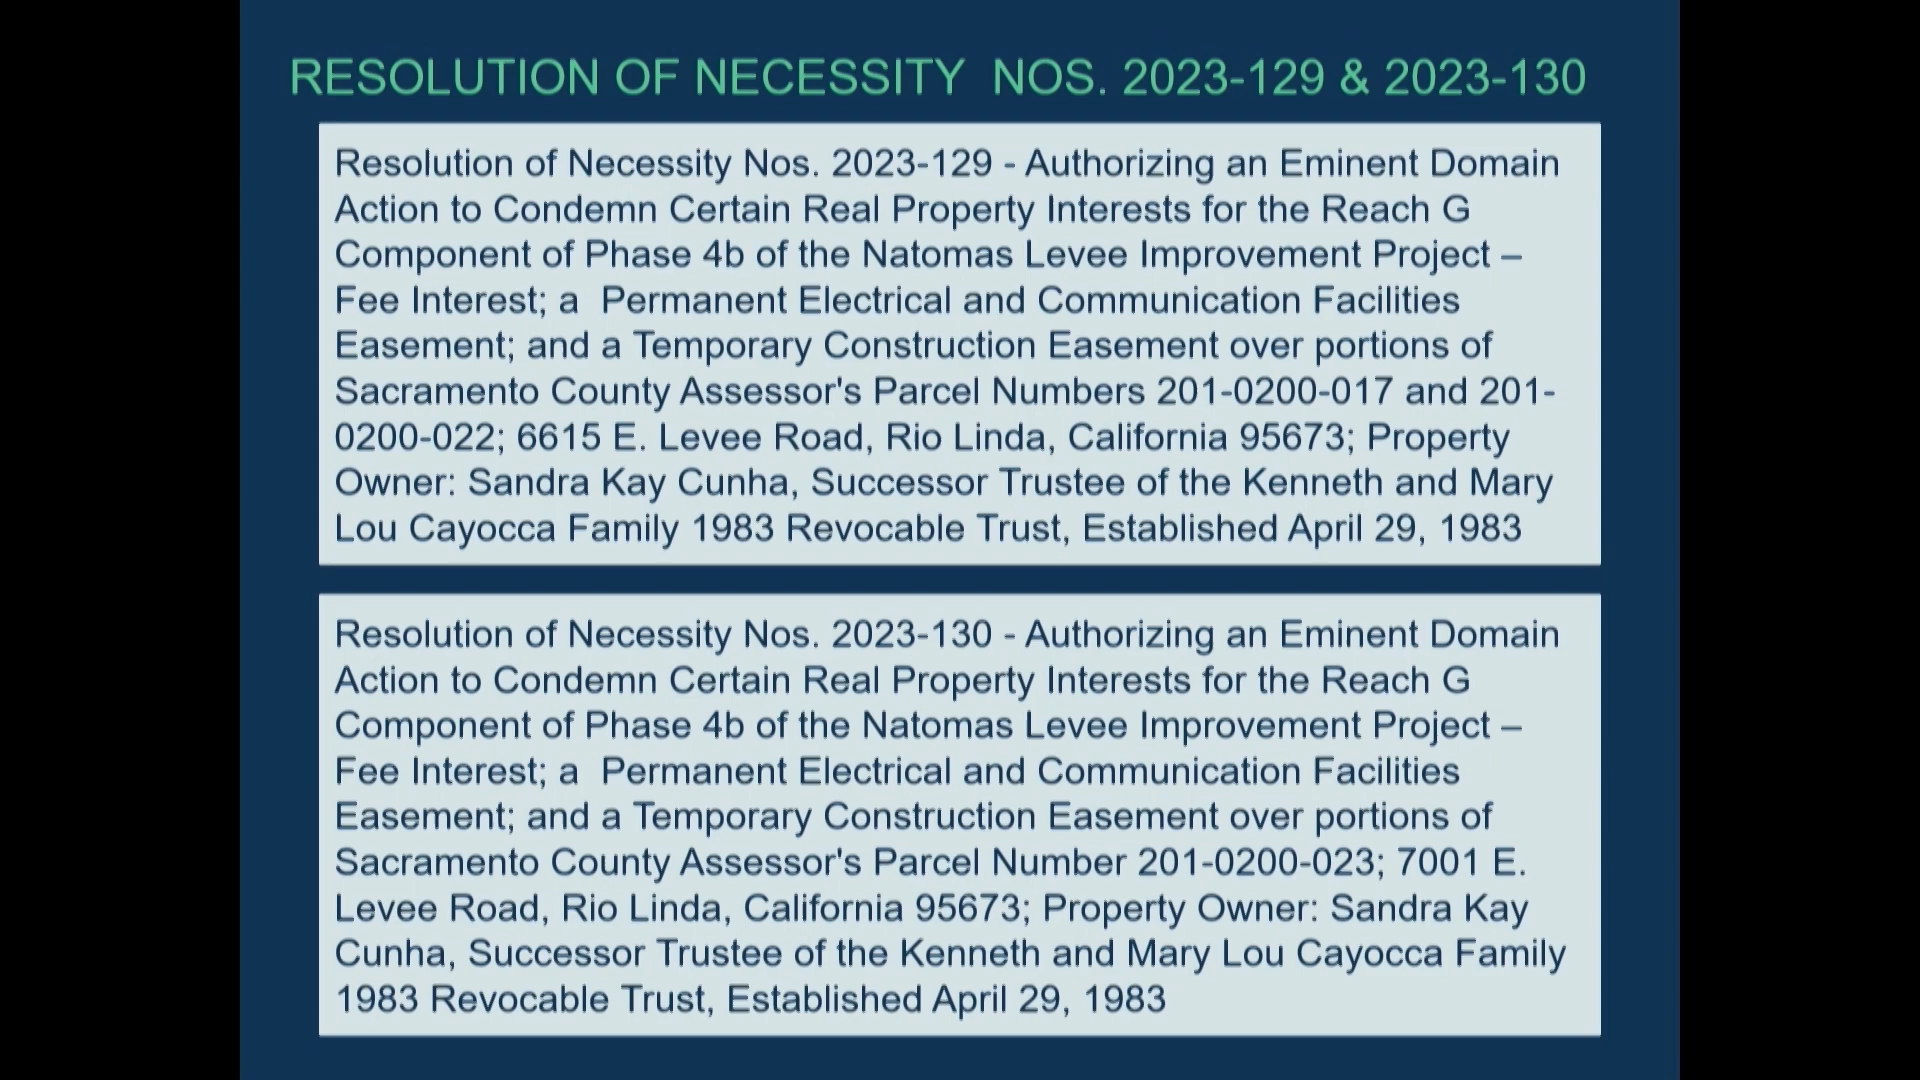 RESOLUTION OF NECESSITY  NOS. 2023-129 & 2023-130
Resolution of Necessity Nos. 2023-129 - Authorizing an Eminent Domain
Action to Condemn Certain Real Property Interests for the Reach G
Component of Phase 4b of the Natomas Levee Improvement Project –
Fee Interest; a  Permanent Electrical and Communication Facilities
Easement; and a Temporary Construction Easement over portions of
Sacramento County Assessor's Parcel Numbers 201-0200-017 and 201-
0200-022; 6615 E. Levee Road, Rio Linda, California 95673; Property
Owner: Sandra Kay Cunha, Successor Trustee of the Kenneth and Mary
Lou Cayocca Family 1983 Revocable Trust, Established April 29, 1983
Resolution of Necessity Nos. 2023-130 - Authorizing an Eminent Domain
Action to Condemn Certain Real Property Interests for the Reach G
Component of Phase 4b of the Natomas Levee Improvement Project –
Fee Interest; a  Permanent Electrical and Communication Facilities
Easement; and a Temporary Construction Easement over portions of
Sacramento County Assessor's Parcel Number 201-0200-023; 7001 E.
Levee Road, Rio Linda, California 95673; Property Owner: Sandra Kay
Cunha, Successor Trustee of the Kenneth and Mary Lou Cayocca Family
1983 Revocable Trust, Established April 29, 1983